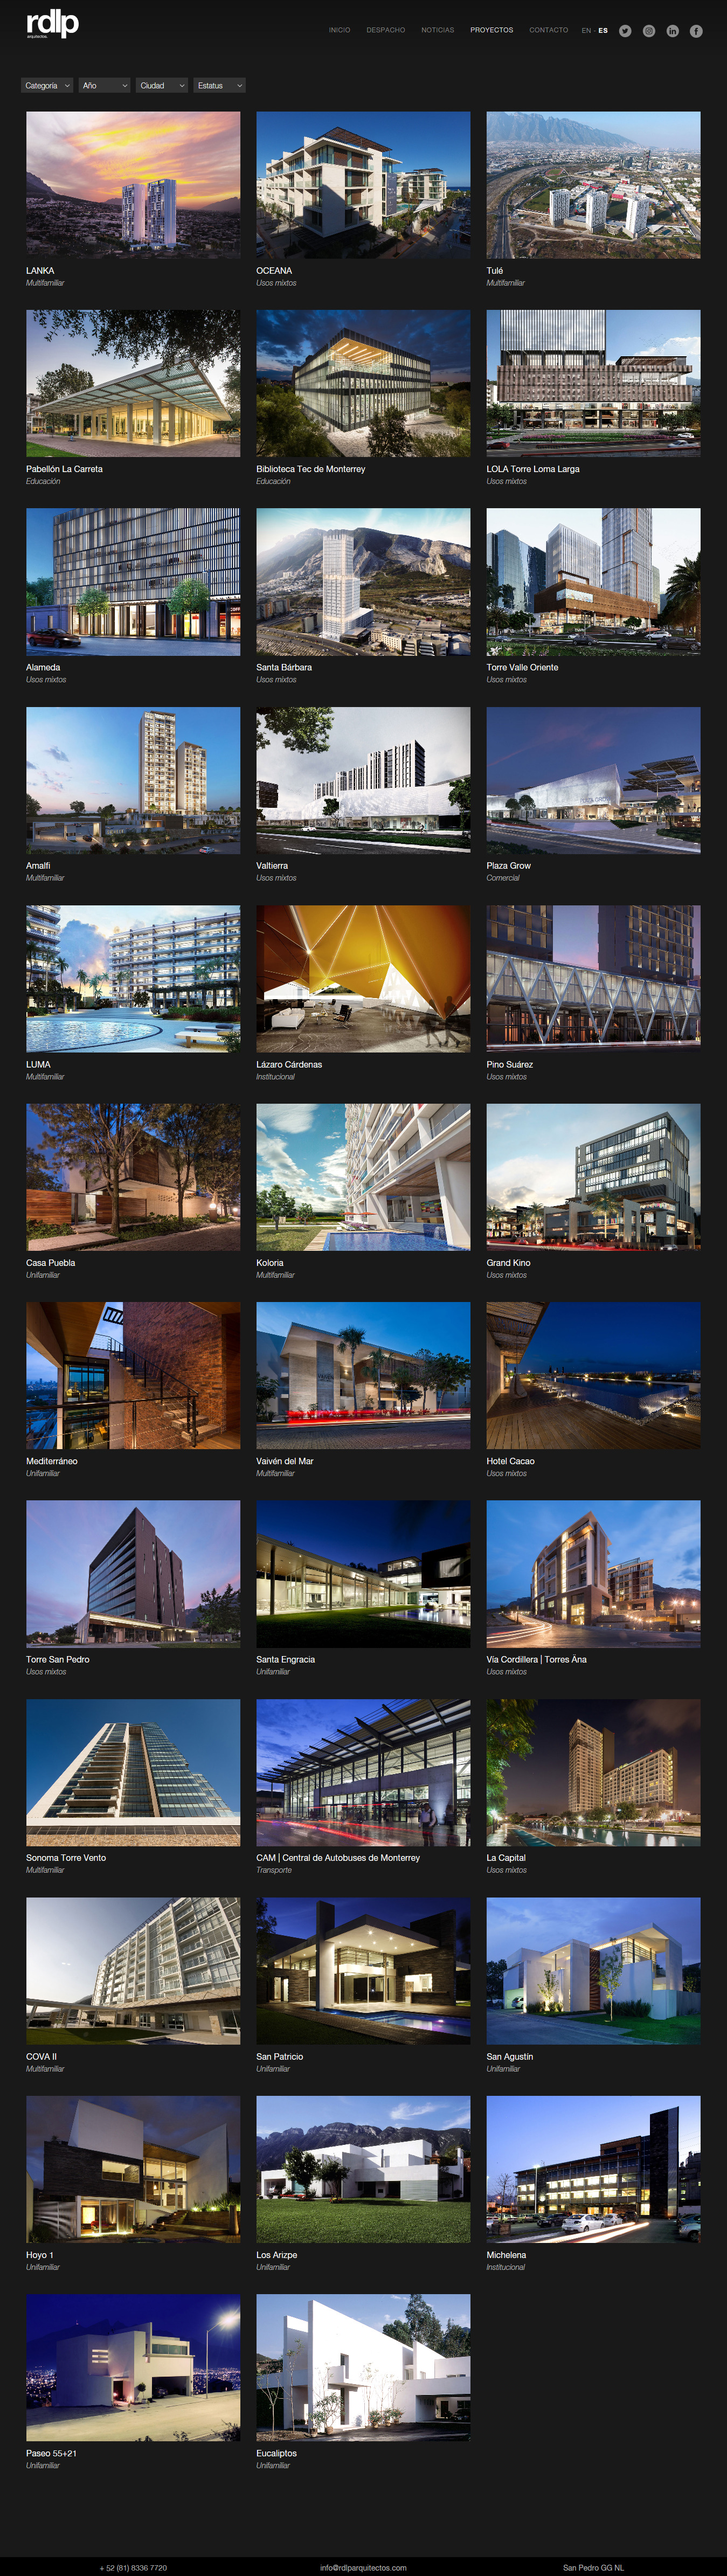 rdlp
arquitectos.
INICIO DESPACHO NOTICIAS PROYECTOS CONTACTO EN · ES
Categoría Año Ciudad Estatus
LANKA
Multifamiliar
OCEANA
Usos mixtos
Tulé
Multifamiliar
Pabellón La Carreta
Educación
Biblioteca Tec de Monterrey
Educación
LOLA Torre Loma Larga
Usos mixtos
Alameda
Usos mixtos
Santa Bárbara
Usos mixtos
Torre Valle Oriente
Usos mixtos
Amalfi
Multifamiliar
Valtierra
Usos mixtos
Plaza Grow
Comercial
LUMA
Multifamiliar
Lázaro Cárdenas
Institucional
Pino Suárez
Usos mixtos
Casa Puebla
Unifamiliar
Koloria
Multifamiliar
Grand Kino
Usos mixtos
Mediterráneo
Unifamiliar
Vaivén del Mar
Multifamiliar
Hotel Cacao
Usos mixtos
Torre San Pedro
Usos mixtos
Santa Engracia
Unifamiliar
Vía Cordillera | Torres Āna
Usos mixtos
Sonoma Torre Vento
Multifamiliar
CAM | Central de Autobuses de Monterrey
Transporte
La Capital
Usos mixtos
COVA II
Multifamiliar
San Patricio
Unifamiliar
San Agustín
Unifamiliar
Hoyo 1
Unifamiliar
Los Arizpe
Unifamiliar
Michelena
Institucional
Paseo 55+21
Unifamiliar
Eucaliptos
Unifamiliar
+ 52 (81) 8336 7720
info@rdlparquitectos.com
San Pedro GG NL